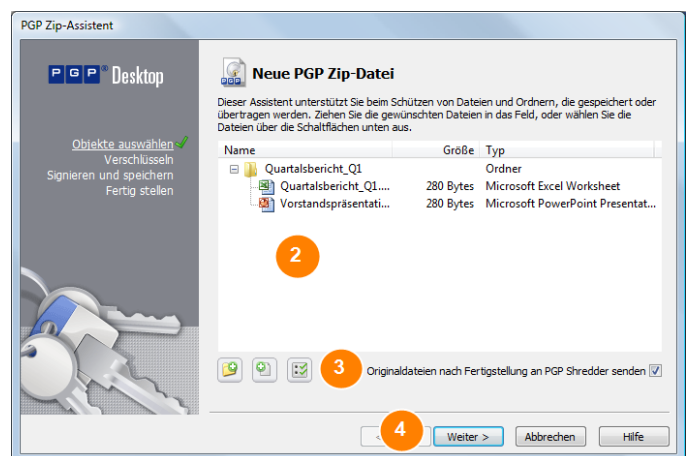 PGP Zip-Assistent
PGP® Desktop
Neue PGP Zip-Datei
Dieser Assistent unterstützt Sie beim Schützen von Dateien und Ordnern, die gespeichert oder
übertragen werden. Ziehen Sie die gewünschten Dateien in das Feld, oder wählen Sie die
Dateien über die Schaltflächen unten aus.
Objekte auswählen
Verschlüsseln
Signieren und speichern
Fertig stellen
Name Größe Typ
Quartalsbericht_Q1 Ordner
Quartalsbericht_Q1.... 280 Bytes Microsoft Excel Worksheet
Vorstandspräsentati... 280 Bytes Microsoft PowerPoint Presentat...
2
3 Originaldateien nach Fertigstellung an PGP Shredder senden
4
< Weiter > Abbrechen Hilfe